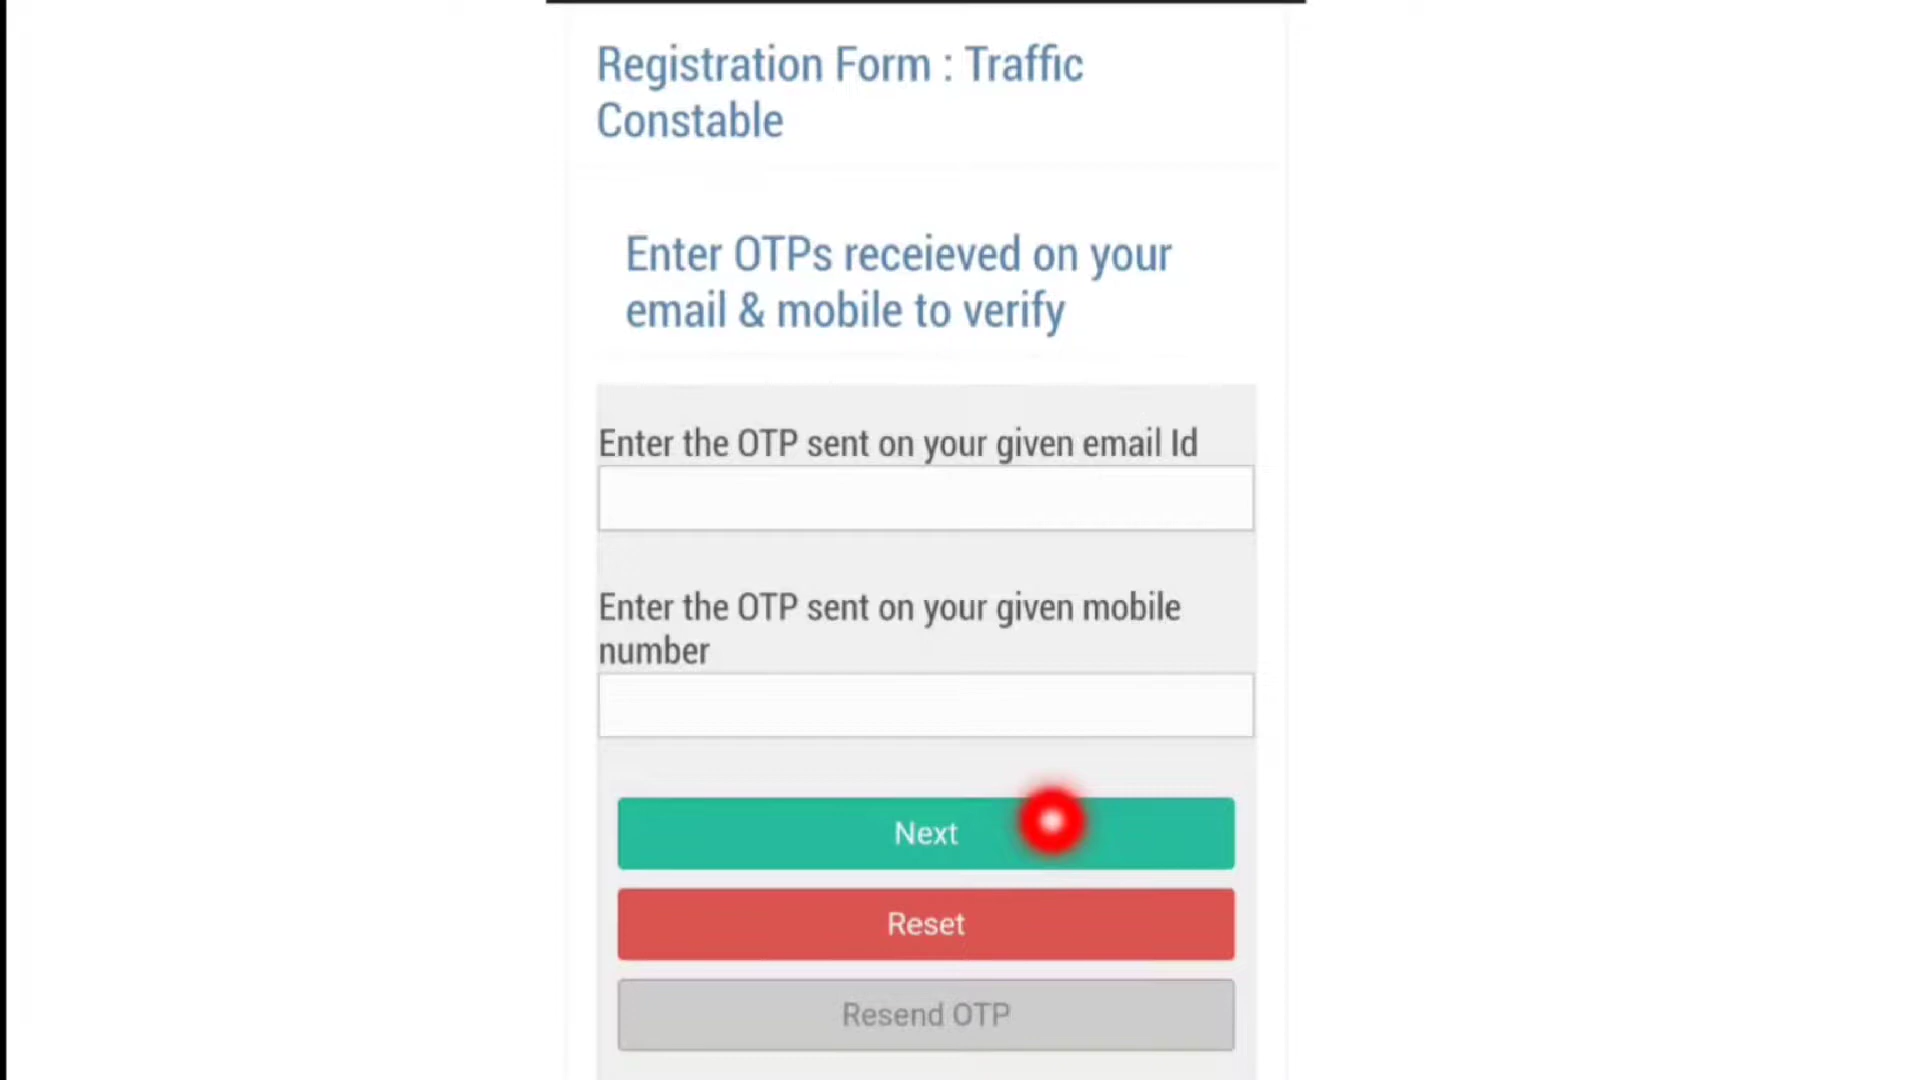 Registration Form : Traffic
Constable
Enter OTPs receieved on your
email & mobile to verify
Enter the OTP sent on your given email Id
Enter the OTP sent on your given mobile
number
Next
Reset
Resend OTP